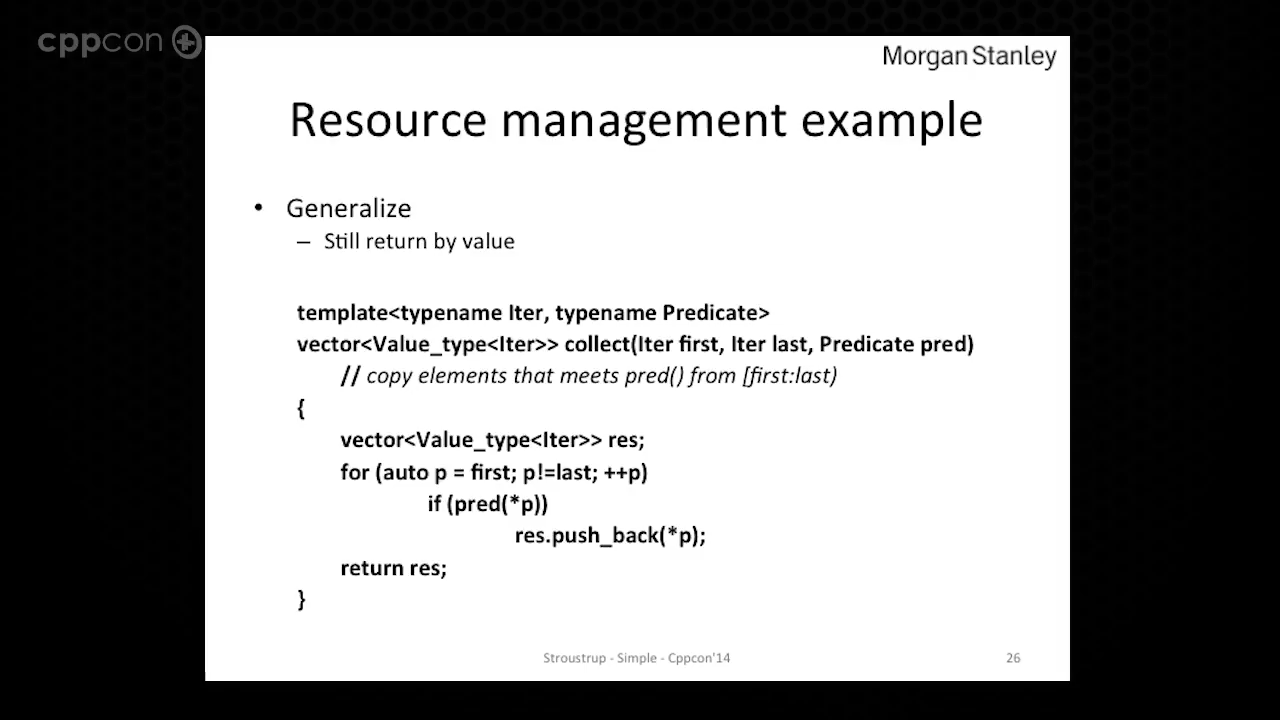 cppcon
Morgan Stanley
Resource management example
• Generalize
– Still return by value
template<typename Iter, typename Predicate>
vector<Value_type<Iter>> collect(Iter first, Iter last, Predicate pred)
// copy elements that meets pred() from [first:last)
{
vector<Value_type<Iter>> res;
for (auto p = first; p!=last; ++p)
if (pred(*p))
res.push_back(*p);
return res;
}
Stroustrup - Simple - Cppcon'14
26